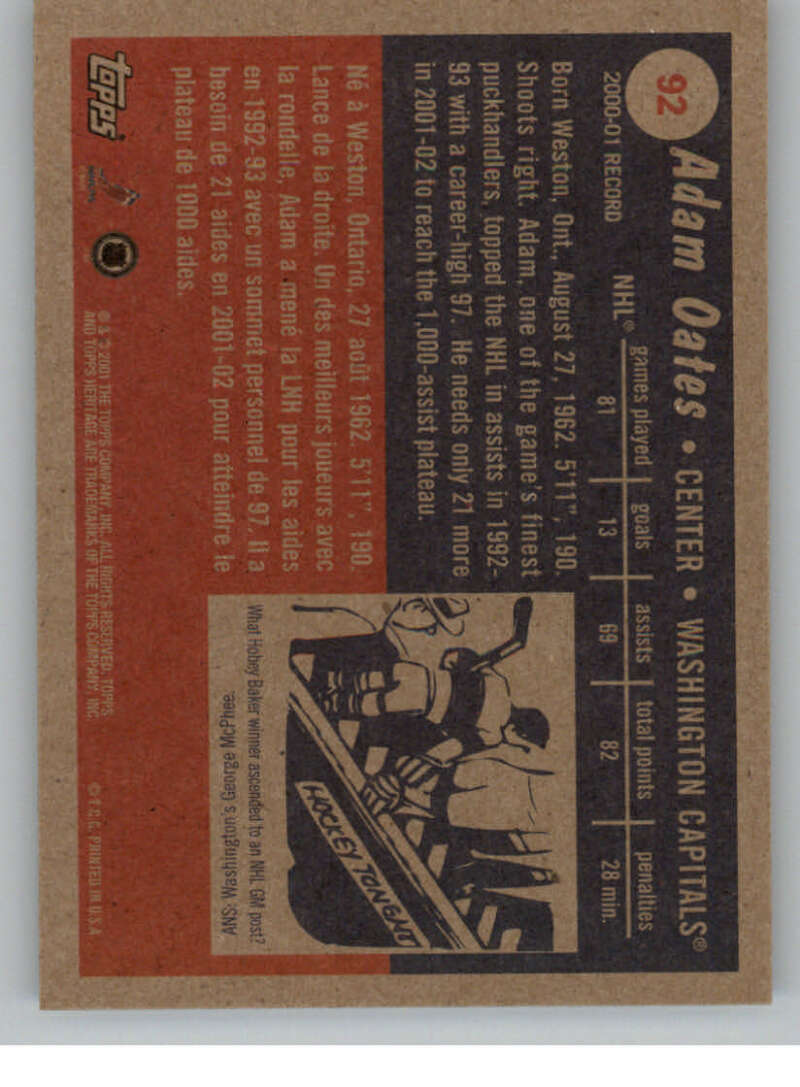 92
Adam Oates • CENTER • WASHINGTON CAPITALS®
2000-01 RECORD
games played goals assists total points penalties
NHL® 81 13 69 82 28 min.
Born Weston, Ont., August 27, 1962. 5'11", 190.
Shoots right. Adam, one of the game's finest
puckhandlers, topped the NHL in assists in 1992-
93 with a career-high 97. He needs only 21 more
in 2001-02 to reach the 1,000-assist plateau.
Né à Weston, Ontario, 27 août 1962. 5'11", 190.
Lance de la droite. Un des meilleurs joueurs avec
la rondelle, Adam a mené la LNH pour les aides
en 1992-93 avec un sommet personnel de 97. Il a
besoin de 21 aides en 2001-02 pour atteindre le
plateau de 1000 aides.
HOCKEY TONGHT
What Hobey Baker winner ascended to an NHL GM post?
ANS: Washington's George McPhee.
topps
® & © 2001 THE TOPPS COMPANY, INC. ALL RIGHTS RESERVED. TOPPS
AND TOPPS HERITAGE ARE TRADEMARKS OF THE TOPPS COMPANY, INC.
© T.C.G. PRINTED IN U.S.A.